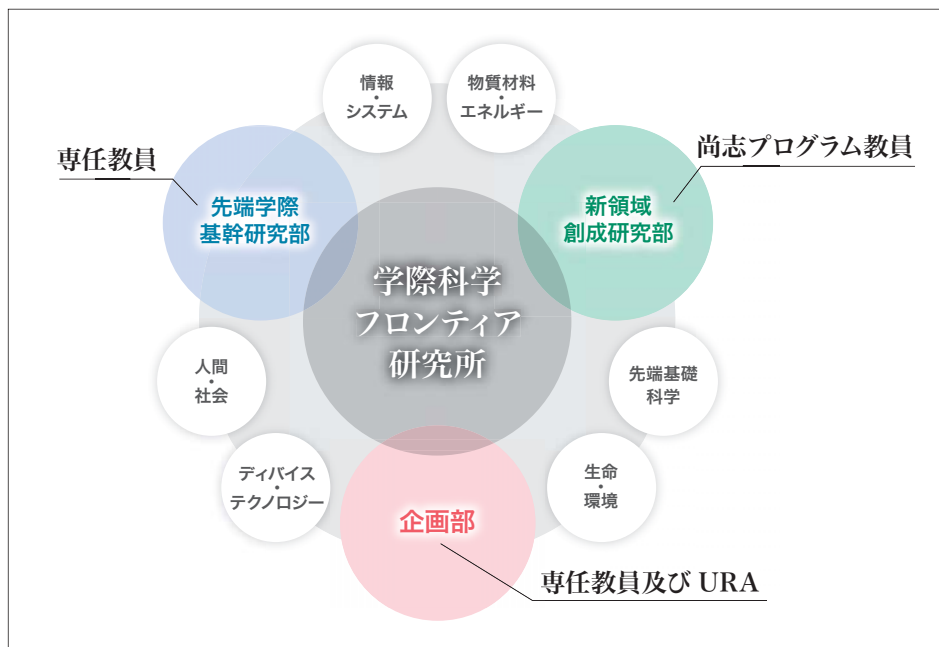 情報
・
システム
物質材料
・
エネルギー
専任教員
尚志プログラム教員
先端学際
基幹研究部
新領域
創成研究部
学際科学
フロンティア
研究所
人間
・
社会
先端基礎
科学
ディバイス
・
テクノロジー
生命
・
環境
企画部
専任教員及び URA